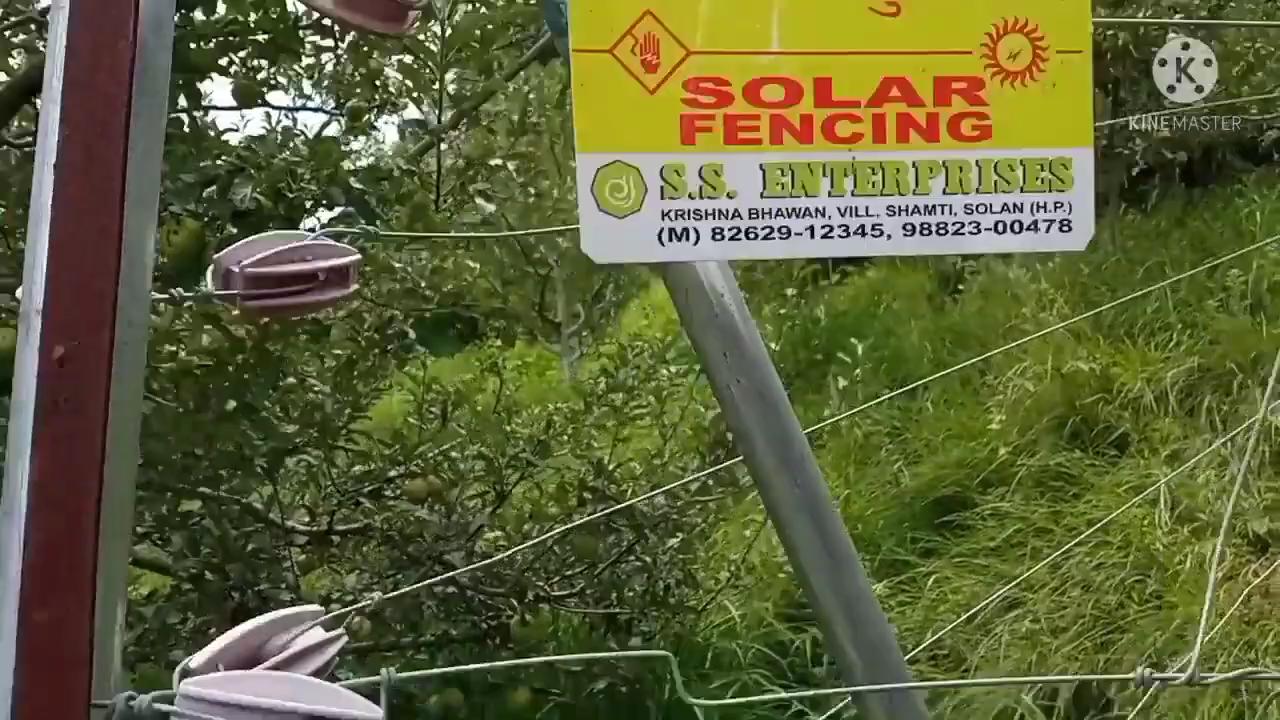 SOLAR
FENCING
S.S. ENTERPRISES
KRISHNA BHAWAN, VILL, SHAMTI, SOLAN (H.P.)
(M) 82629-12345, 98823-00478
K
KINEMASTER